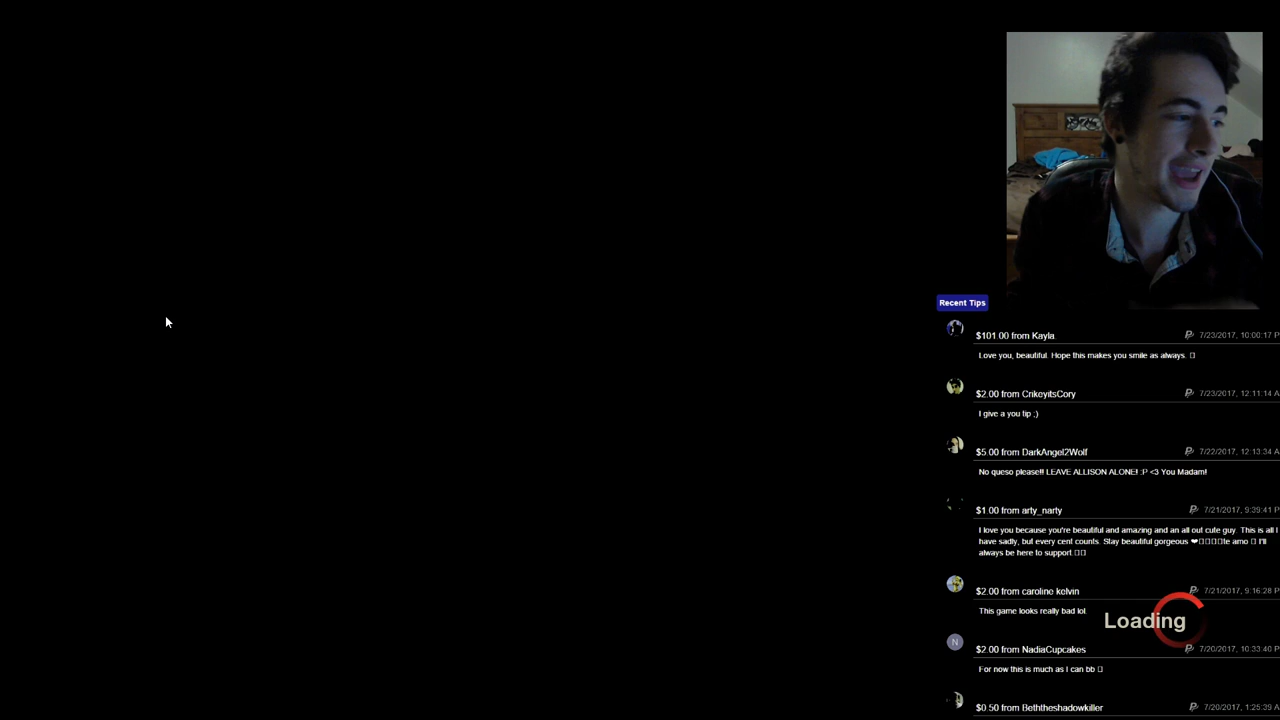 Recent Tips
$101.00 from Kayla
7/23/2017, 10:00:17 P
Love you, beautiful. Hope this makes you smile as always.
$2.00 from CrikeyitsCory
7/23/2017, 12:11:14 A
I give a you tip ;)
$5.00 from DarkAngel2Wolf
7/22/2017, 12:13:34 A
No queso please!! LEAVE ALLISON ALONE! :P <3 You Madam!
$1.00 from arty_narty
7/21/2017, 9:39:41 P
I love you because you're beautiful and amazing and an all out cute guy. This is all I
have sadly, but every cent counts. Stay beautiful gorgeous ❤te amo I'll
always be here to support.
$2.00 from caroline kelvin
7/21/2017, 9:16:28 P
This game looks really bad lol
Loading
N
$2.00 from NadiaCupcakes
7/20/2017, 10:33:40 P
For now this is much as I can bb
$0.50 from Beththeshadowkiller
7/20/2017, 1:25:39 A